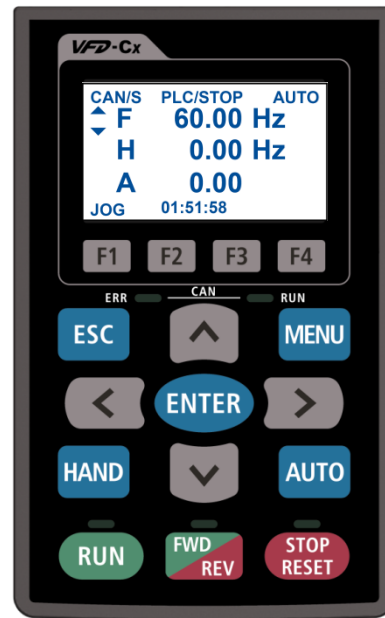 VFD-Cx
CAN/S PLC/STOP AUTO
F 60.00 Hz
H 0.00 Hz
A 0.00
JOG 01:51:58
F1 F2 F3 F4
ERR CAN RUN
ESC MENU
ENTER
HAND AUTO
RUN FWD REV STOP RESET